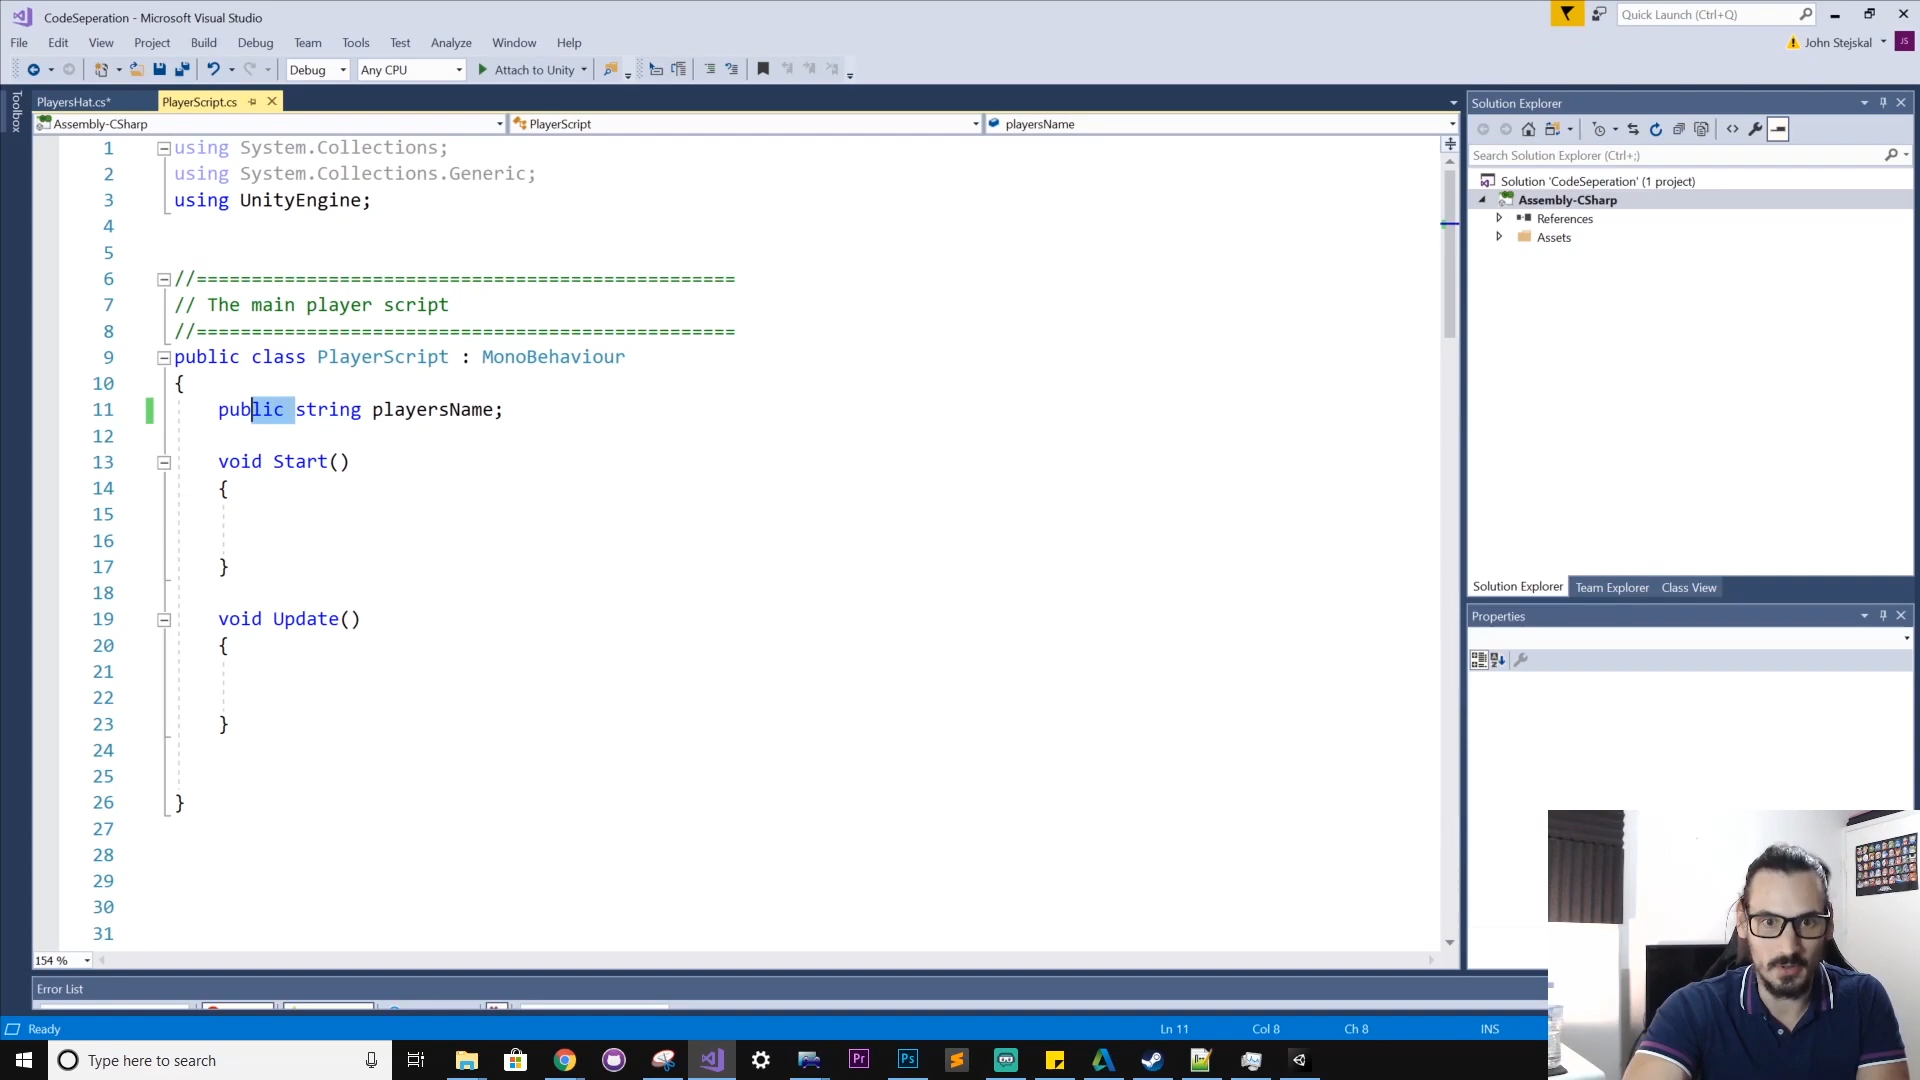 CodeSeperation - Microsoft Visual Studio
Quick Launch (Ctrl+Q)
File Edit View Project Build Debug Team Tools Test Analyze Window Help
John Stejskal JS
Debug Any CPU Attach to Unity
Toolbox
PlayersHat.cs* PlayerScript.cs
Assembly-CSharp PlayerScript playersName
1 using System.Collections;
2 using System.Collections.Generic;
3 using UnityEngine;
4
5
6 //=================================================
7 // The main player script
8 //=================================================
9 public class PlayerScript : MonoBehaviour
10 {
11 public string playersName;
12
13 void Start()
14 {
15
16
17 }
18
19 void Update()
20 {
21
22
23 }
24
25
26 }
27
28
29
30
31
154 %
Solution Explorer
Search Solution Explorer (Ctrl+;)
Solution 'CodeSeperation' (1 project)
Assembly-CSharp
References
Assets
Solution Explorer Team Explorer Class View
Properties
Error List
Ready Ln 11 Col 8 Ch 8 INS
Type here to search
Pr Ps